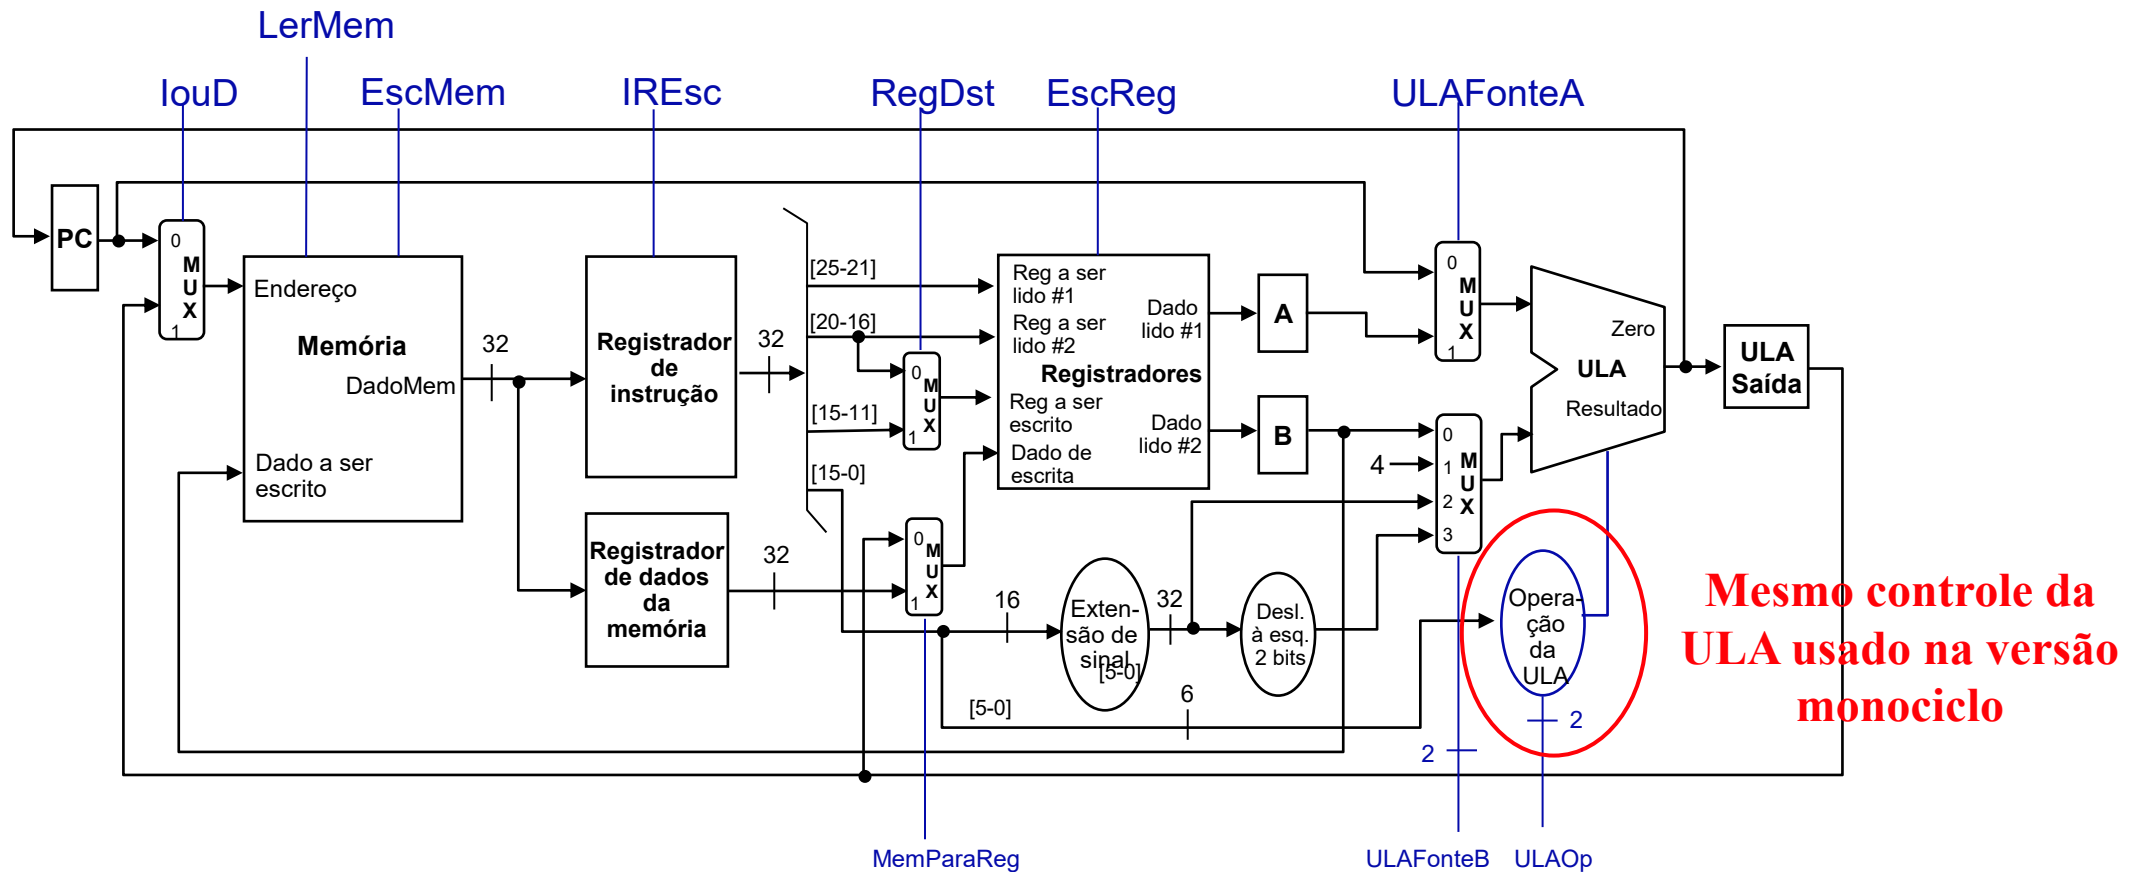 LerMem
IouD
EscMem
IREsc
RegDst
EscReg
ULAFonteA
PC
0
M
U
X
1
Endereço
Memória
DadoMem
Dado a ser
escrito
32
Registrador
de
instrução
32
Registrador
de dados
da
memória
32
[25-21]
[20-16]
[15-11]
[15-0]
0
M
U
X
1
0
M
U
X
1
Reg a ser
lido #1
Reg a ser
lido #2
Registradores
Reg a ser
escrito
Dado de
escrita
Dado
lido #1
Dado
lido #2
A
B
0
M
U
X
1
4
0
1
2
3
M
U
X
Zero
ULA
Resultado
ULA
Saída
16
Exten-
são de
sinal
[5-0]
32
Desl.
à esq.
2 bits
[5-0]
6
Opera-
ção
da
ULA
2
2
Mesmo controle da
ULA usado na versão
monociclo
MemParaReg
ULAFonteB
ULAOp